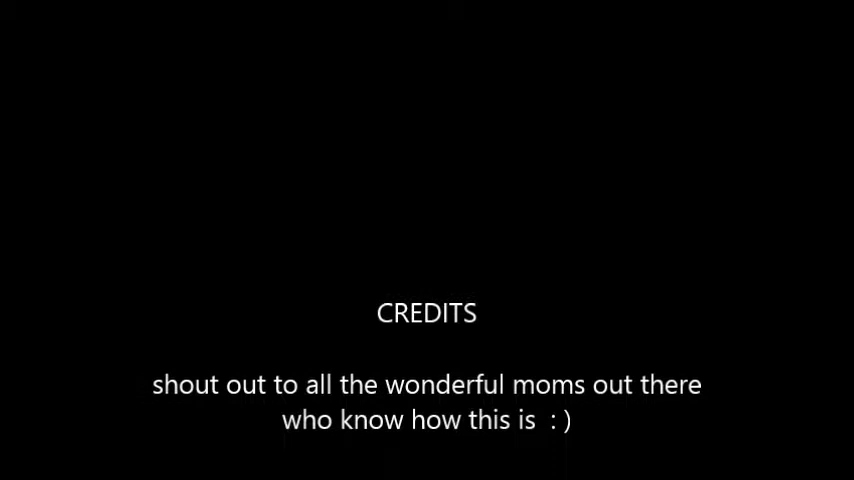 CREDITS
shout out to all the wonderful moms out there
who know how this is  : )